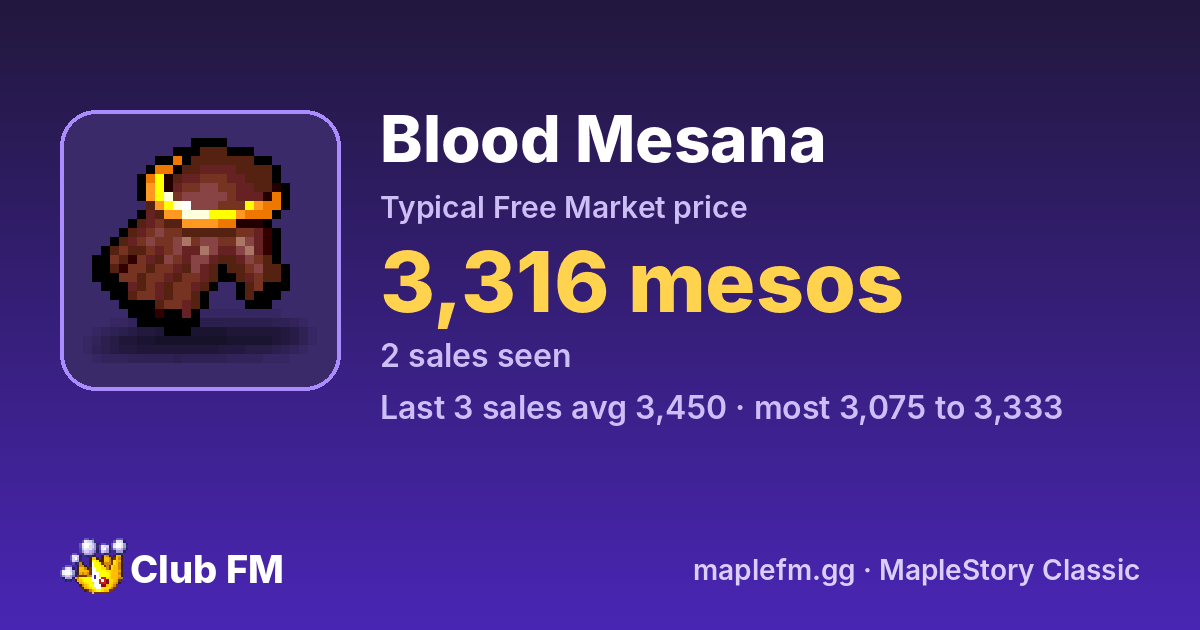 Blood Mesana
Typical Free Market price
3,316 mesos
2 sales seen
Last 3 sales avg 3,450 · most 3,075 to 3,333
Club FM
maplefm.gg · MapleStory Classic